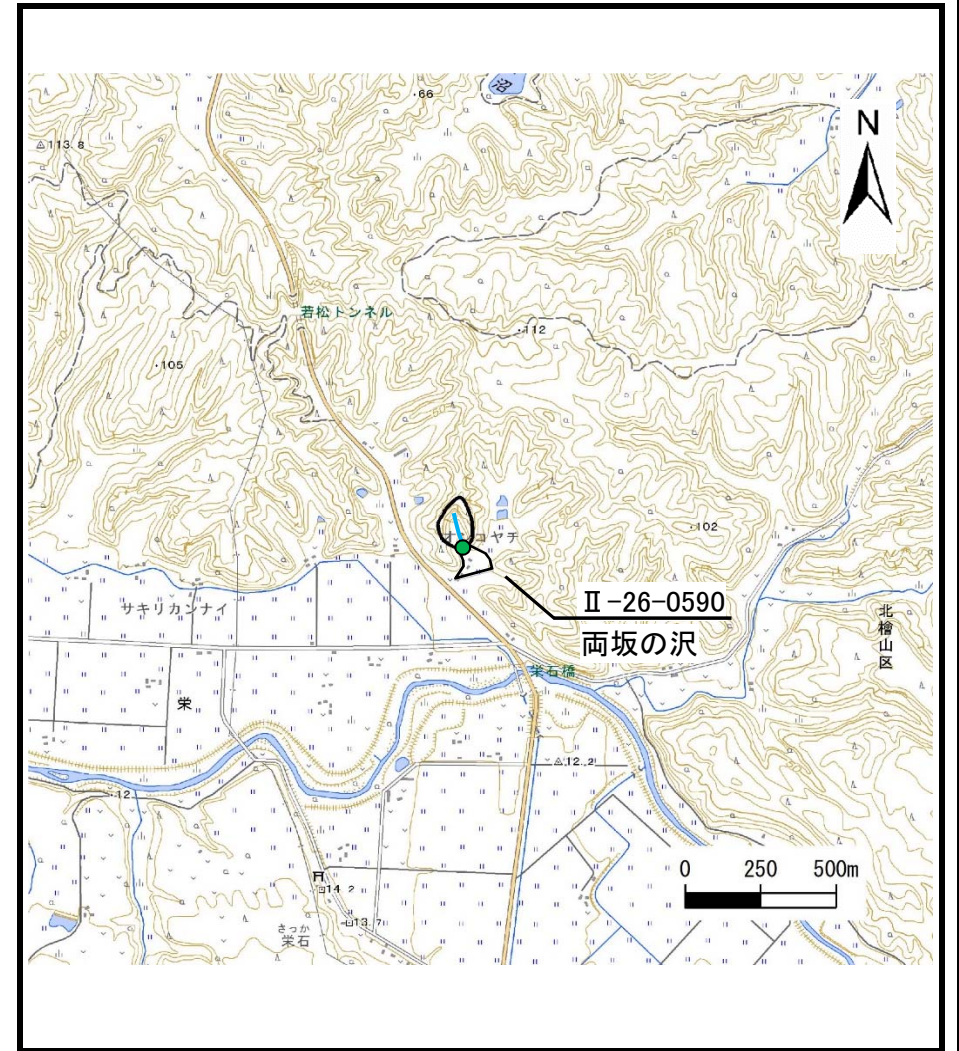 沼
・66
113.8
N
50
若松トンネル
・112
・105
50
・102
コヤチ
Ⅱ-26-0590
両坂の沢
サキリカンナイ
北檜山区
栄石橋
栄
12.2
・12
0 250 500m
14.2
13.7
さっか
栄石